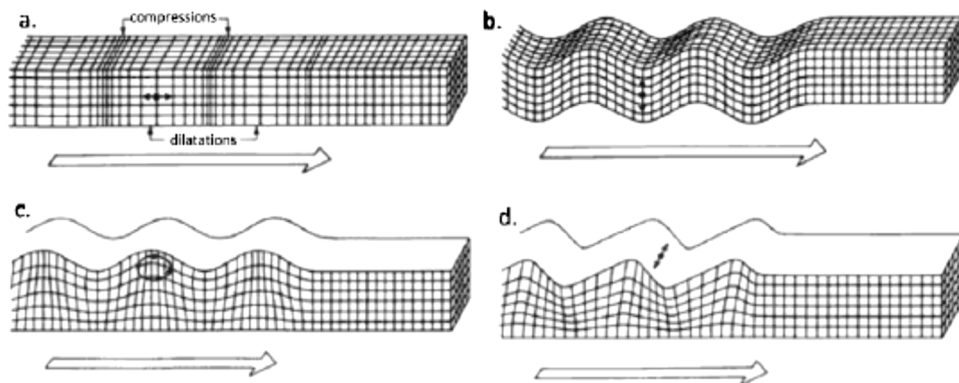 a.
compressions
b.
dilatations
c.
d.